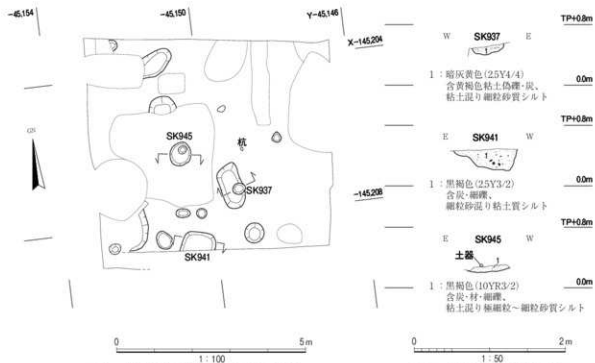 -45,154
-45,150
Y-45,146
X-145,204
GN
SK945
杭
SK937
-145,208
SK941
0
5m
1:100
TP+0.8m
W SK937 E
1
0.0m
1:暗灰黄色(2.5Y4/4)
含黄褐色粘土偽礫・炭、
粘土混り細粒砂質シルト
TP+0.8m
E SK941 W
1
0.0m
1:黒褐色(2.5Y3/2)
含炭・細礫、
細粒砂混り粘土質シルト
TP+0.8m
E SK945 W
土器
1
0.0m
1:黒褐色(10YR3/2)
含炭・材・細礫、
粘土混り極細粒～細粒砂質シルト
0
2m
1:50